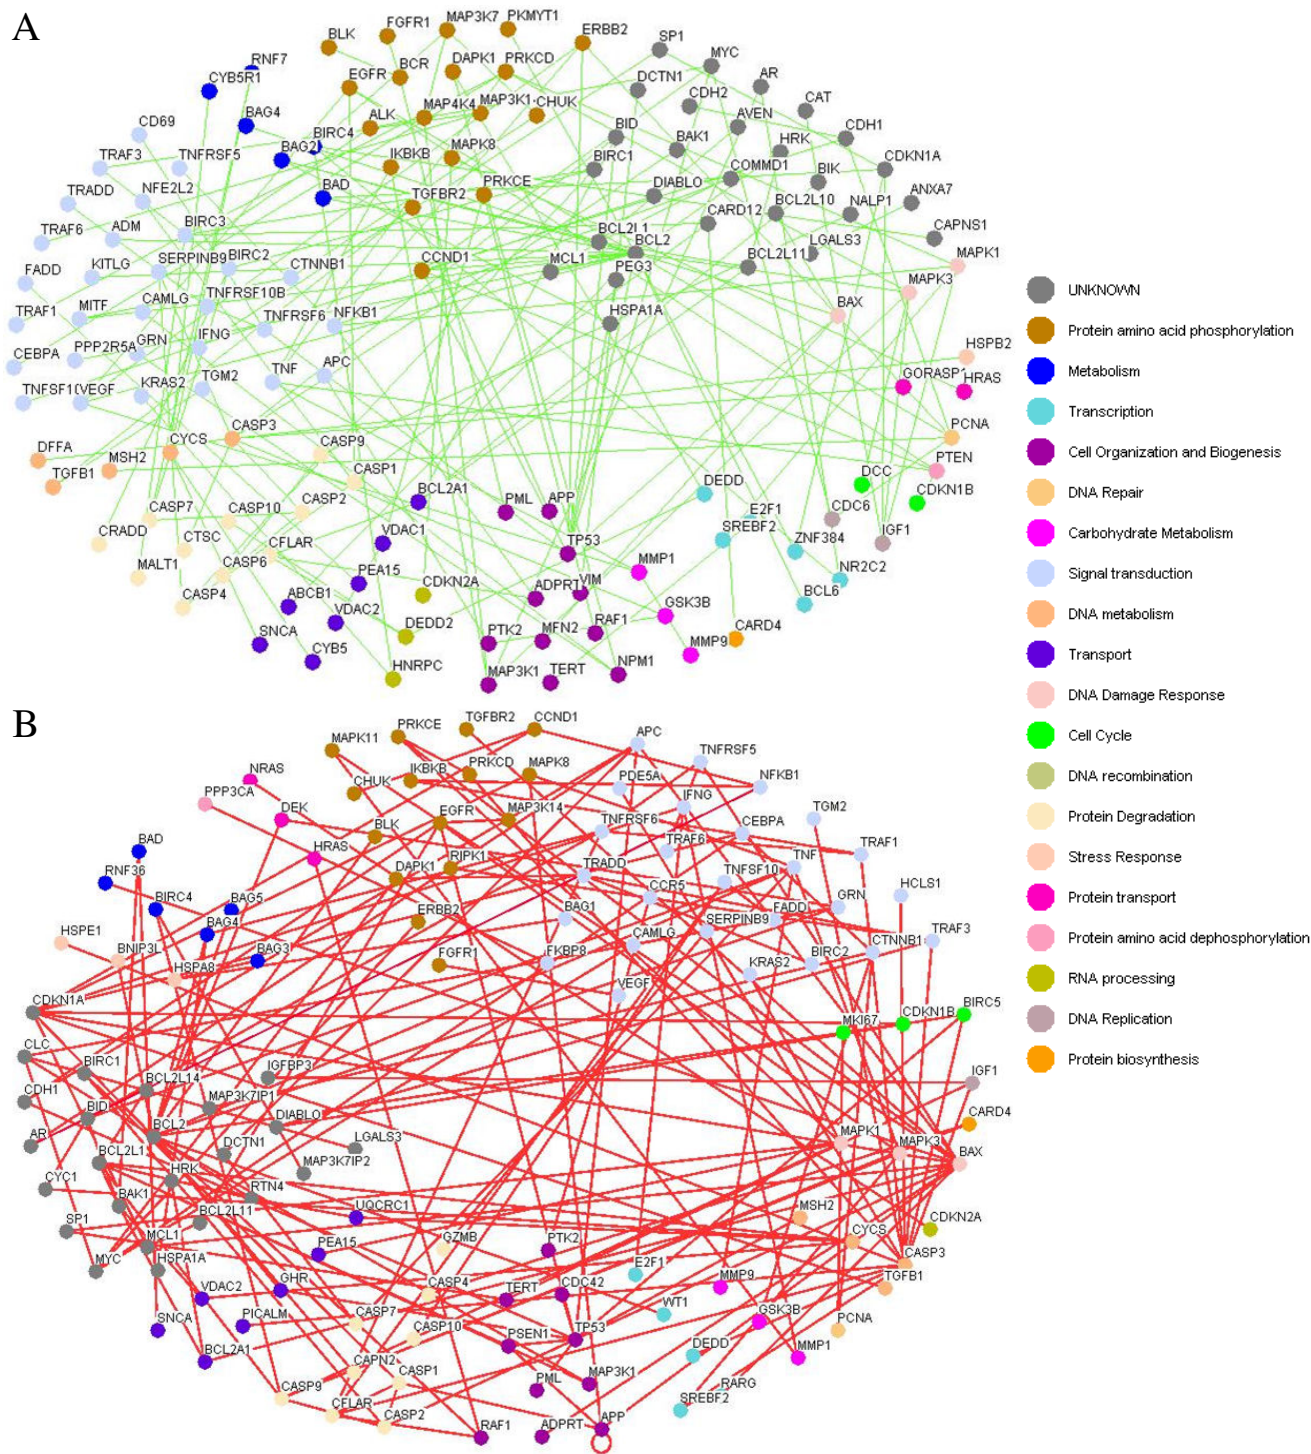 A
FGFR1
MAP3K7
PKMYT1
ERBB2
SP1
BLK
MYC
RNF7
CYB5R1
EGFR
BCR
DAPK1
PRKCD
DCTN1
AR
CDH2
CAT
BAG4
ALK
MAP4K4
MAP3K1
CHUK
AVEN
CD69
BIRC4
BAG2
BID
BAK1
HRK
CDH1
TRAF3
TNFRSF5
IKBKB
MAPK8
BIRC1
COMMD1
CDKN1A
BIK
TRADD
NFE2L2
BAD
TGFBR2
PRKCE
DIABLO
BCL2L10
NALP1
ANXA7
TRAF6
ADM
BIRC3
CARD12
CAPNS1
BCL2L1
BCL2
LGALS3
FADD
KITLG
SERPINB9
BIRC2
CTNNB1
CCND1
MCL1
PEG3
BCL2L11
MAPK1
MAPK3
TRAF1
MITF
CAMLG
TNFRSF10B
TNFRSF6
NFKB1
HSPA1A
BAX
CEBPA
PPP2R5A
GRN
IFNG
HSPB2
TNFSF10
VEGF
KRAS2
TGM2
TNF
APC
GORASP1
HRAS
DFFA
MSH2
CYCS
CASP3
CASP9
PCNA
TGFB1
CASP1
BCL2A1
DEDD
DCC
PTEN
CASP7
CASP10
CASP2
PML
APP
E2F1
CDC6
CDKN1B
CRADD
CTSC
CFLAR
VDAC1
TP53
SREBF2
ZNF384
IGF1
MALT1
CASP6
PEA15
CDKN2A
ADPRT
VIM
MMP1
NR2C2
CASP4
ABCB1
VDAC2
DEDD2
PTK2
MFN2
RAF1
GSK3B
BCL6
SNCA
CYB5
HNRPC
MAP3K1
TERT
NPM1
MMP9
CARD4
UNKNOWN
Protein amino acid phosphorylation
Metabolism
Transcription
Cell Organization and Biogenesis
DNA Repair
Carbohydrate Metabolism
Signal transduction
DNA metabolism
Transport
DNA Damage Response
Cell Cycle
DNA recombination
Protein Degradation
Stress Response
Protein transport
Protein amino acid dephosphorylation
RNA processing
DNA Replication
Protein biosynthesis
B
PRKCE
TGFBR2
CCND1
APC
MAPK11
TNFRSF5
NRAS
CHUK
IKBKB
PRKCD
MAPK8
PDE5A
NFKB1
PPP3CA
DEK
EGFR
MAP3K14
IFNG
TGM2
BAD
BLK
TNFRSF6
CEBPA
TRAF1
RNF36
HRAS
DAPK1
RIPK1
TRADD
TRAF6
TNF
BIRC4
BAG5
CCR5
TNFSF10
HCLS1
HSPE1
BAG4
ERBB2
BAG1
SERPINB9
FADD
GRN
BNIP3L
BAG3
FGFR1
CAMLG
BIRC2
CTNNB1
TRAF3
HSPA8
FKBP8
KRAS2
CDKN1A
VEGF
MKI67
CDKN1B
BIRC5
CLC
BIRC1
IGFBP3
IGF1
CDH1
BCL2L14
MAP3K7IP1
BID
BCL2
DIABLO
CARD4
AR
BCL2L1
DCTN1
LGALS3
MAPK1
MAPK3
BAX
CYC1
BAK1
HRK
RTN4
MAP3K7IP2
SP1
BCL2L11
UQCRC1
MSH2
CDKN2A
MCL1
PEA15
GZMB
PTK2
CYCS
MYC
HSPA1A
E2F1
CASP3
VDAC2
GHR
CASP4
TERT
CDC42
MMP9
TGFB1
SNCA
PICALM
CASP7
WT1
GSK3B
PCNA
BCL2A1
CASP10
PSEN1
TP53
DEDD
MMP1
CAPN2
CASP1
PML
MAP3K1
RARG
CASP9
CFLAR
CASP2
SREBF2
RAF1
ADPRT
APP